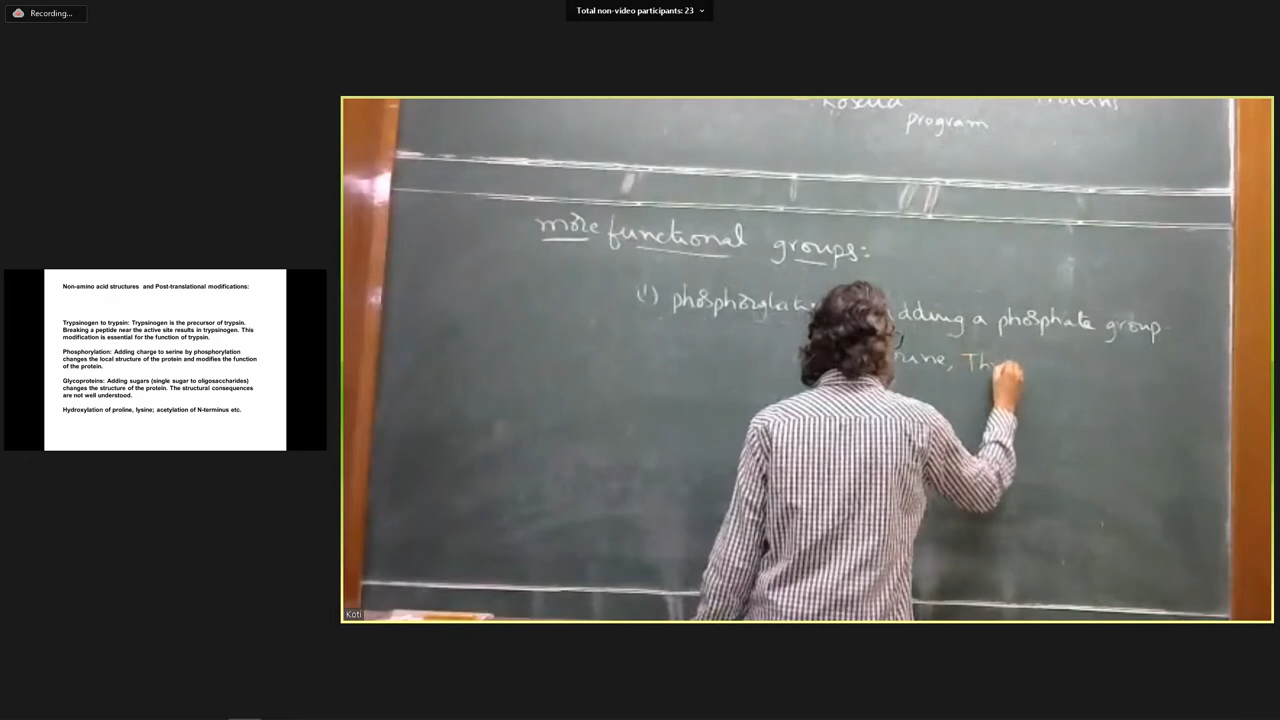 Recording...
Total non-video participants: 23
Non-amino acid structures and Post-translational modifications:
Trypsinogen to trypsin: Trypsinogen is the precursor of trypsin.
Breaking a peptide near the active site results in trypsinogen. This
modification is essential for the function of trypsin.
Phosphorylation: Adding charge to serine by phosphorylation
changes the local structure of the protein and modifies the function
of the protein.
Glycoproteins: Adding sugars (single sugar to oligosaccharides)
changes the structure of the protein. The structural consequences
are not well understood.
Hydroxylation of proline, lysine; acetylation of N-terminus etc.
program
more functional groups:
(1) adding a phosphate group
Koti